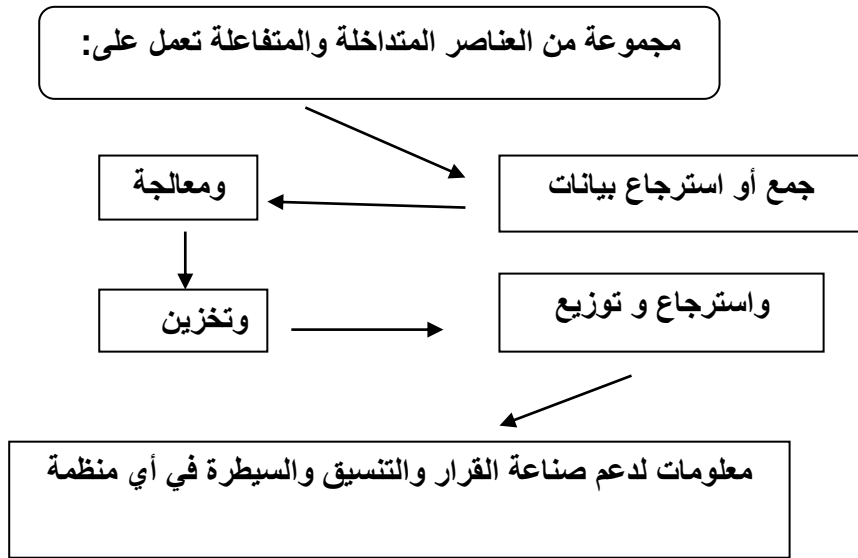 مجموعة من العناصر المتداخلة والمتفاعلة تعمل على:
جمع أو استرجاع بيانات
ومعالجة
وتخزين
واسترجاع و توزيع
معلومات لدعم صناعة القرار والتنسيق والسيطرة في أي منظمة